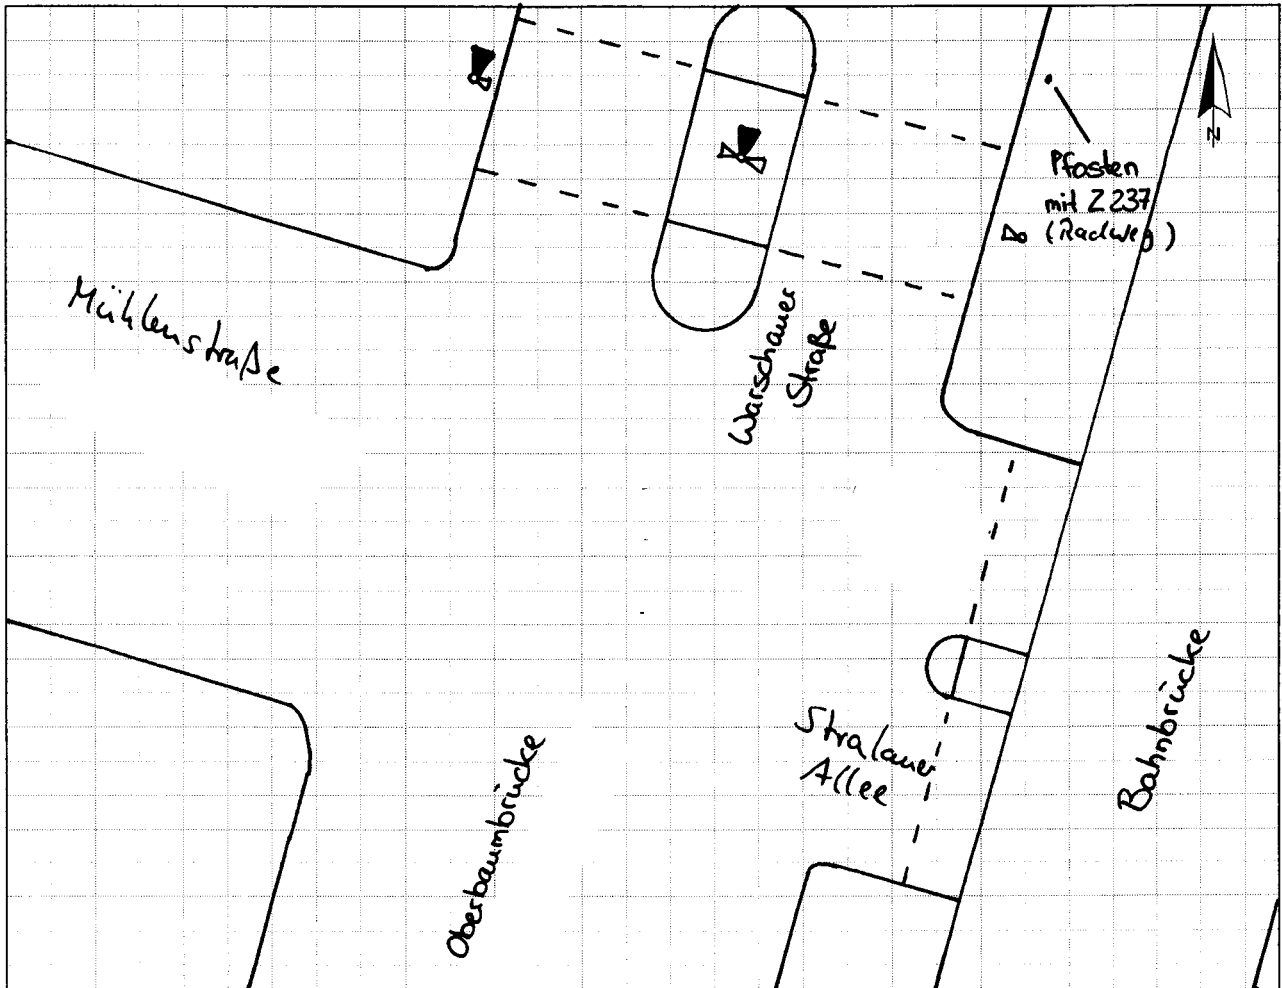 N
Pfosten
mit Z 237
(Radweg)
Mühlenstraße
Warschauer
Straße
Stralauer
Allee
Oberbaumbrücke
Bahnbrücke